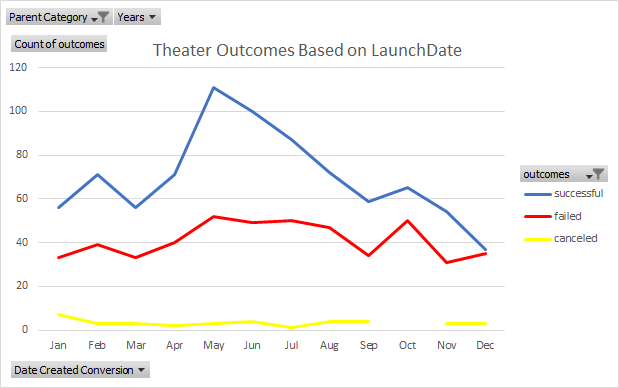 Parent Category Years
Count of outcomes
Theater Outcomes Based on LaunchDate
120
100
80
60
40
20
0
Jan Feb Mar Apr May Jun Jul Aug Sep Oct Nov Dec
outcomes
successful
failed
canceled
Date Created Conversion